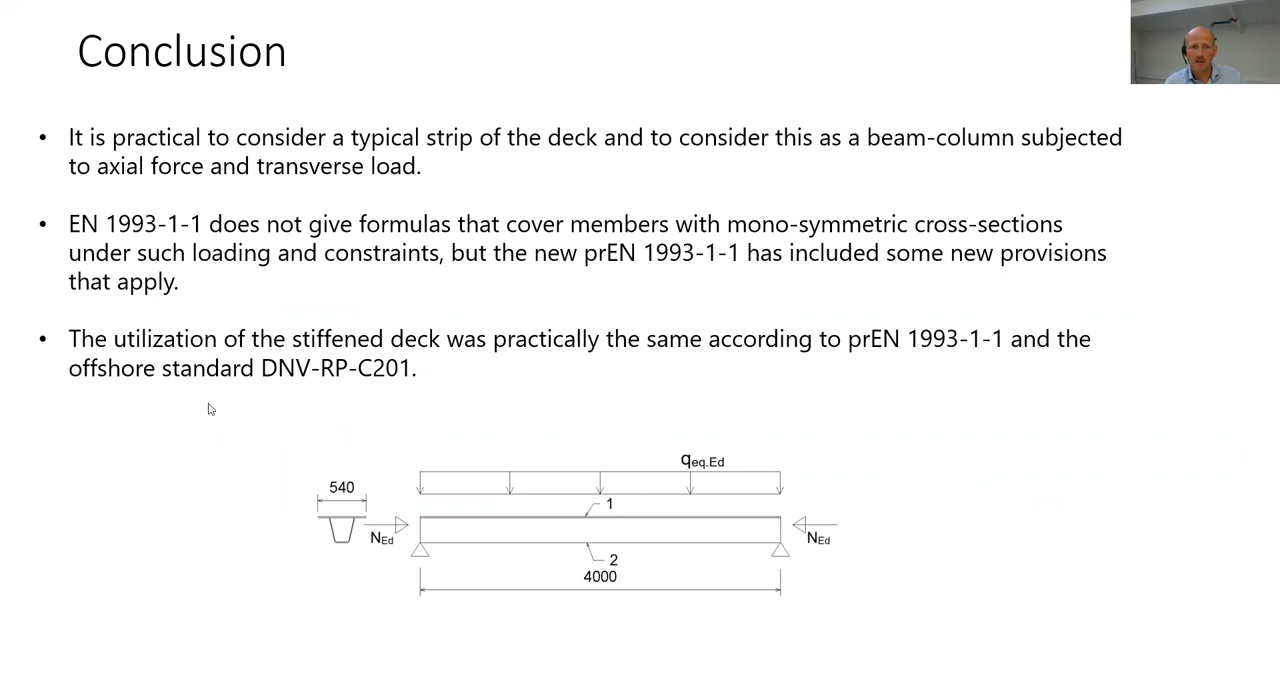 Conclusion
• It is practical to consider a typical strip of the deck and to consider this as a beam-column subjected
to axial force and transverse load.
• EN 1993-1-1 does not give formulas that cover members with mono-symmetric cross-sections
under such loading and constraints, but the new prEN 1993-1-1 has included some new provisions
that apply.
• The utilization of the stiffened deck was practically the same according to prEN 1993-1-1 and the
offshore standard DNV-RP-C201.
qeq.Ed
540
1
NEd
NEd
2
4000